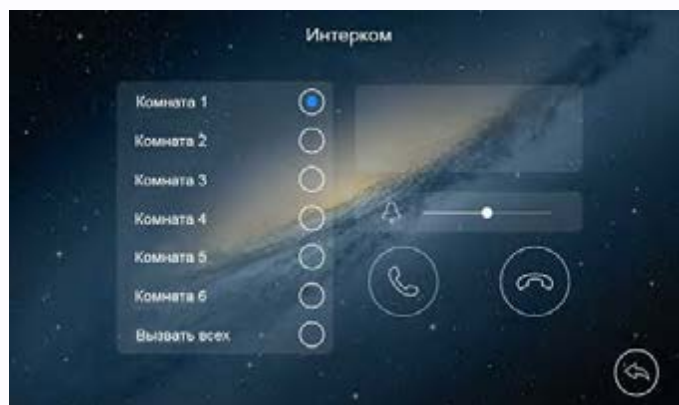 Интерком
Комната 1
Комната 2
Комната 3
Комната 4
Комната 5
Комната 6
Вызвать всех